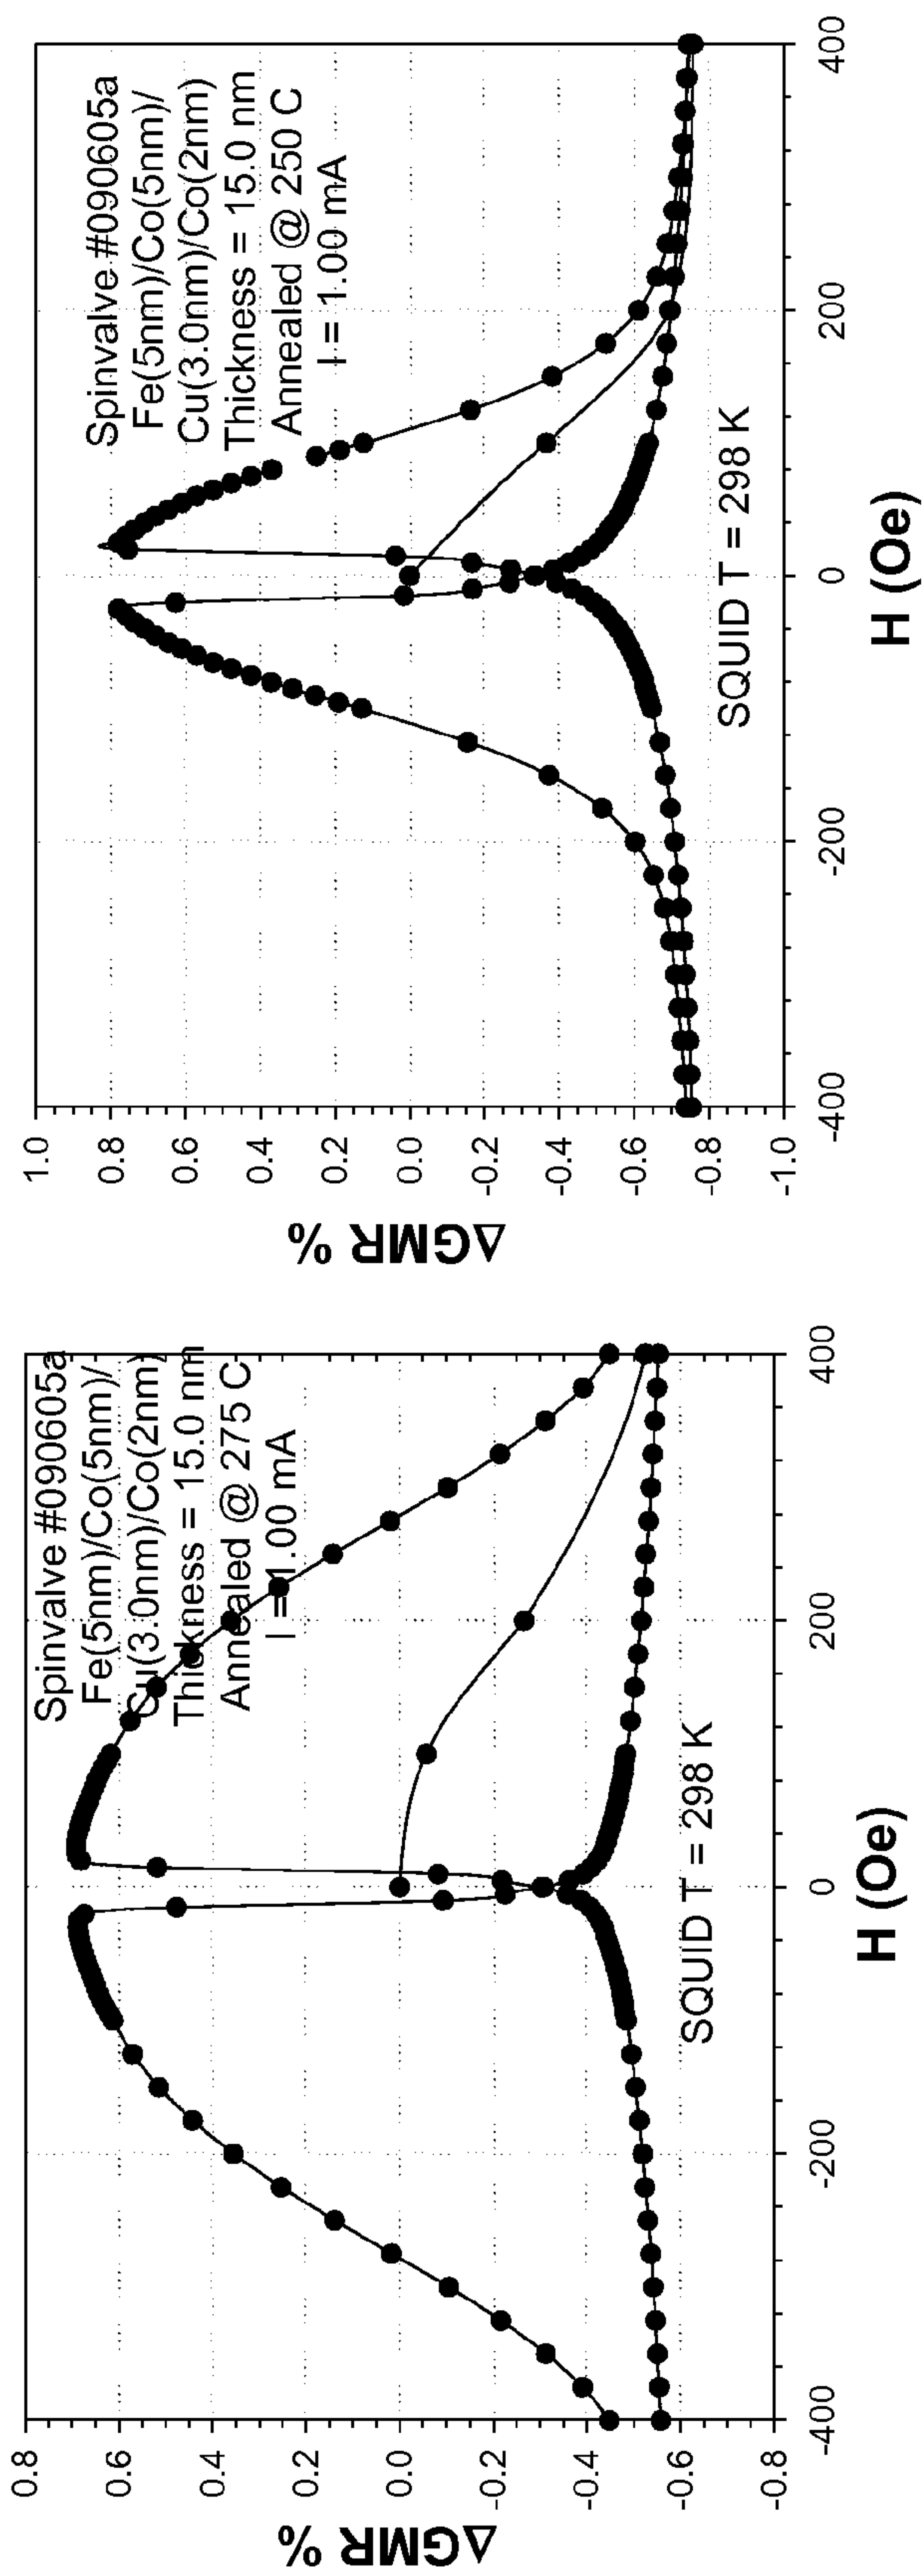 Spinvalve #090605a
Fe(5nm)/Co(5nm)/
Cu(3.0nm)/Co(2nm)
Thickness = 15.0 nm
Annealed @ 275 C
I = 1.00 mA
0.8
0.6
0.4
0.2
0.0
-0.2
-0.4
-0.6
-0.8
ΔGMR %
SQUID T = 298 K
-400 -200 0 200 400
H (Oe)
Spinvalve #090605a
Fe(5nm)/Co(5nm)/
Cu(3.0nm)/Co(2nm)
Thickness = 15.0 nm
Annealed @ 250 C
I = 1.00 mA
1.0
0.8
0.6
0.4
0.2
0.0
-0.2
-0.4
-0.6
-0.8
-1.0
ΔGMR %
SQUID T = 298 K
-400 -200 0 200 400
H (Oe)